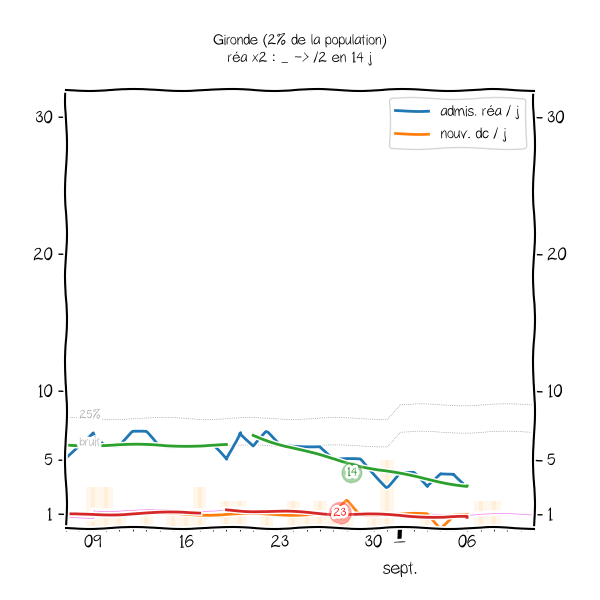 Gironde (2% de la population)
réa x2 : _ -> /2 en 14 j
admis. réa / j
nouv. dc / j
30 30
20 20
10 10
25%
bruit
5 5
14
23
1 1
09 16 23 30 _ 06
sept.